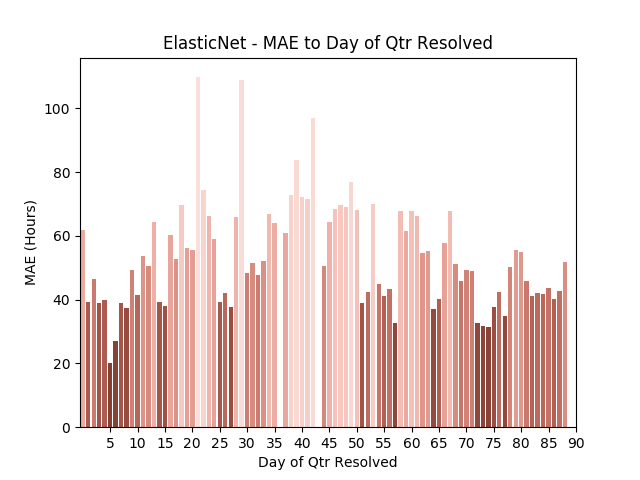 ElasticNet - MAE to Day of Qtr Resolved
MAE (Hours)
100
80
60
40
20
0
5 10 15 20 25 30 35 40 45 50 55 60 65 70 75 80 85 90
Day of Qtr Resolved